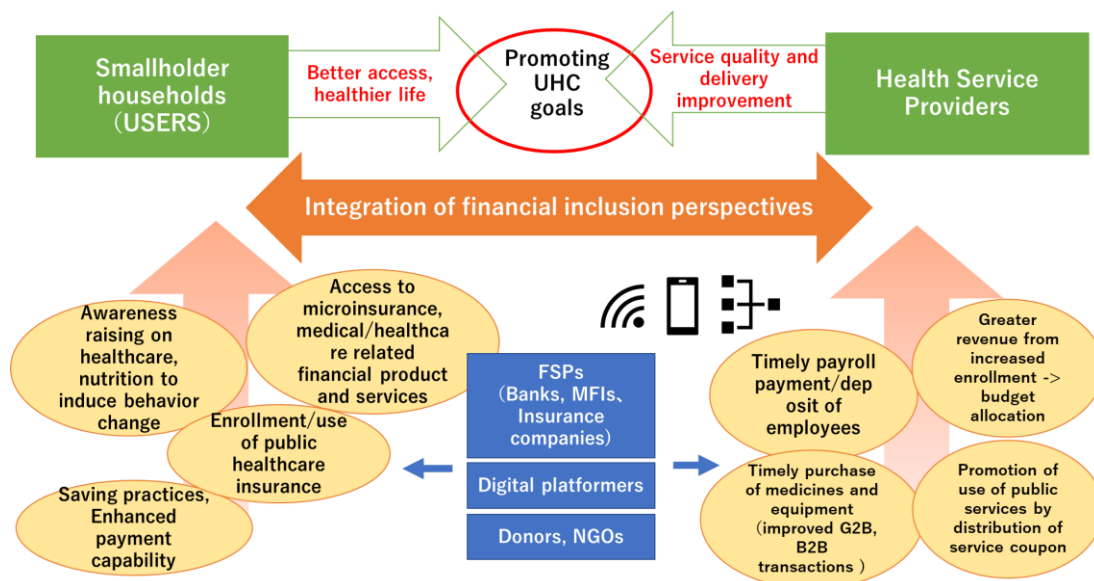 Smallholder
households
（USERS）
Better access,
healthier life
Promoting
UHC
goals
Service quality and
delivery
improvement
Health Service
Providers
Integration of financial inclusion perspectives
Awareness
raising on
healthcare,
nutrition to
induce behavior
change
Access to
microinsurance,
medical/healthca
re related
financial product
and services
Enrollment/use
of public
healthcare
insurance
Saving practices,
Enhanced
payment
capability
FSPs
（Banks, MFIs、
Insurance
companies）
Digital platformers
Donors, NGOs
Timely payroll
payment/dep
osit of
employees
Greater
revenue from
increased
enrollment ->
budget
allocation
Timely purchase
of medicines and
equipment
（improved G2B,
B2B
transactions ）
Promotion of
use of public
services by
distribution of
service coupon